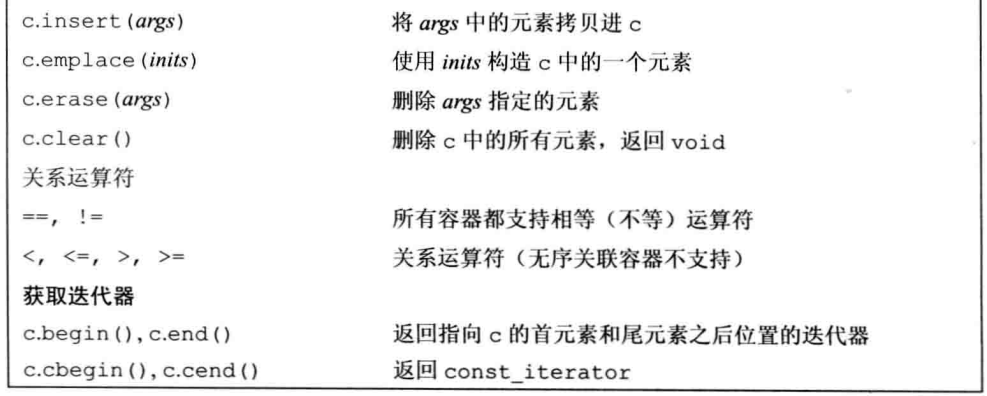 c.insert(args) 将 args 中的元素拷贝进 c
c.emplace(inits) 使用 inits 构造 c 中的一个元素
c.erase(args) 删除 args 指定的元素
c.clear() 删除 c 中的所有元素，返回 void
关系运算符
==, != 所有容器都支持相等（不等）运算符
<, <=, >, >= 关系运算符（无序关联容器不支持）
获取迭代器
c.begin(),c.end() 返回指向 c 的首元素和尾元素之后位置的迭代器
c.cbegin(),c.cend() 返回 const_iterator